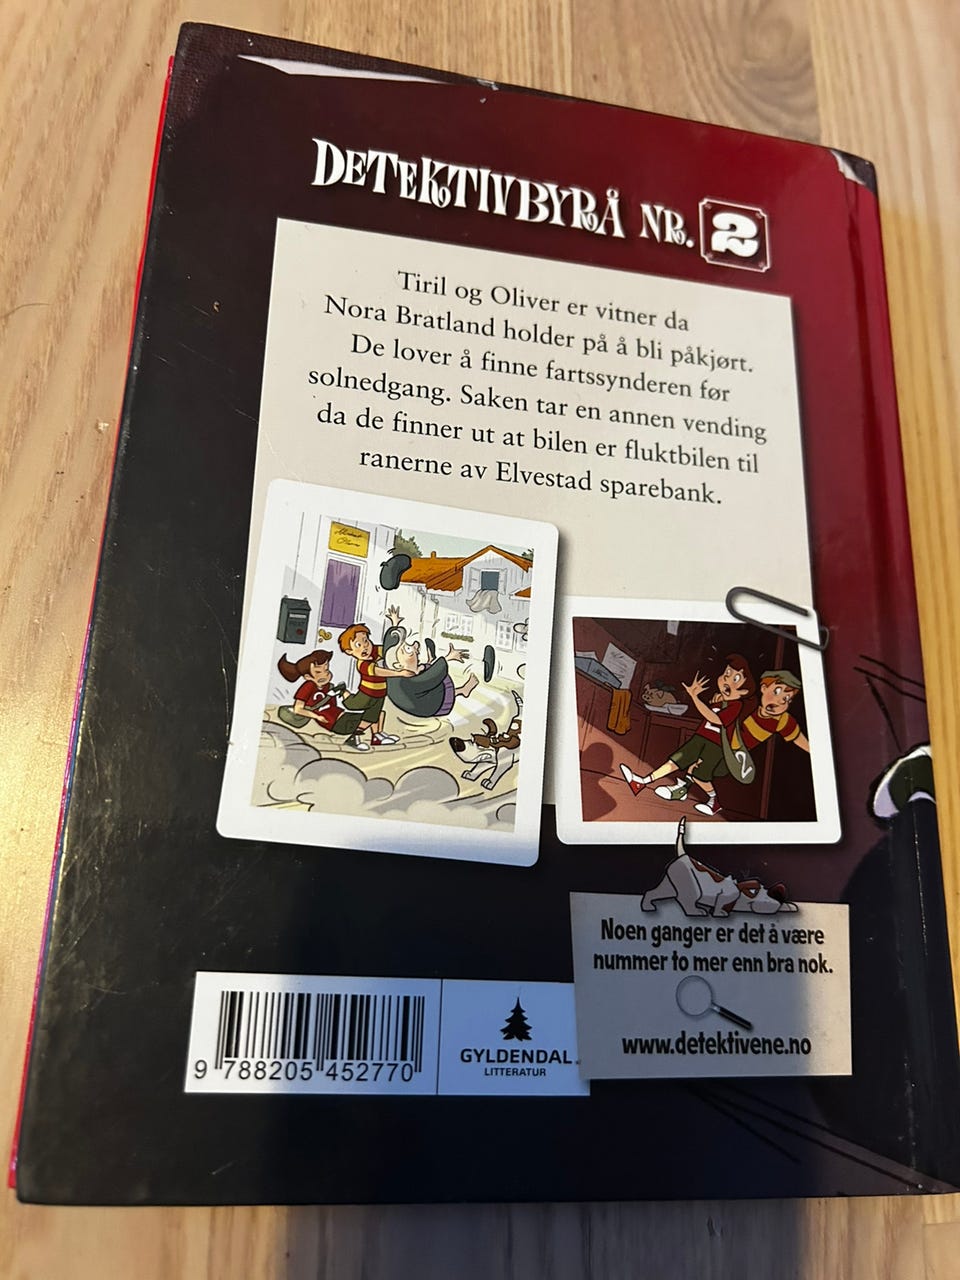 DETEKTIVBYRÅ NR. 2
Tiril og Oliver er vitner da
Nora Bratland holder på å bli påkjørt.
De lover å finne fartssynderen før
solnedgang. Saken tar en annen vending
da de finner ut at bilen er fluktbilen til
ranerne av Elvestad sparebank.
2
Noen ganger er det å være
nummer to mer enn bra nok.
www.detektivene.no
GYLDENDAL
LITTERATUR
9 788205 452770